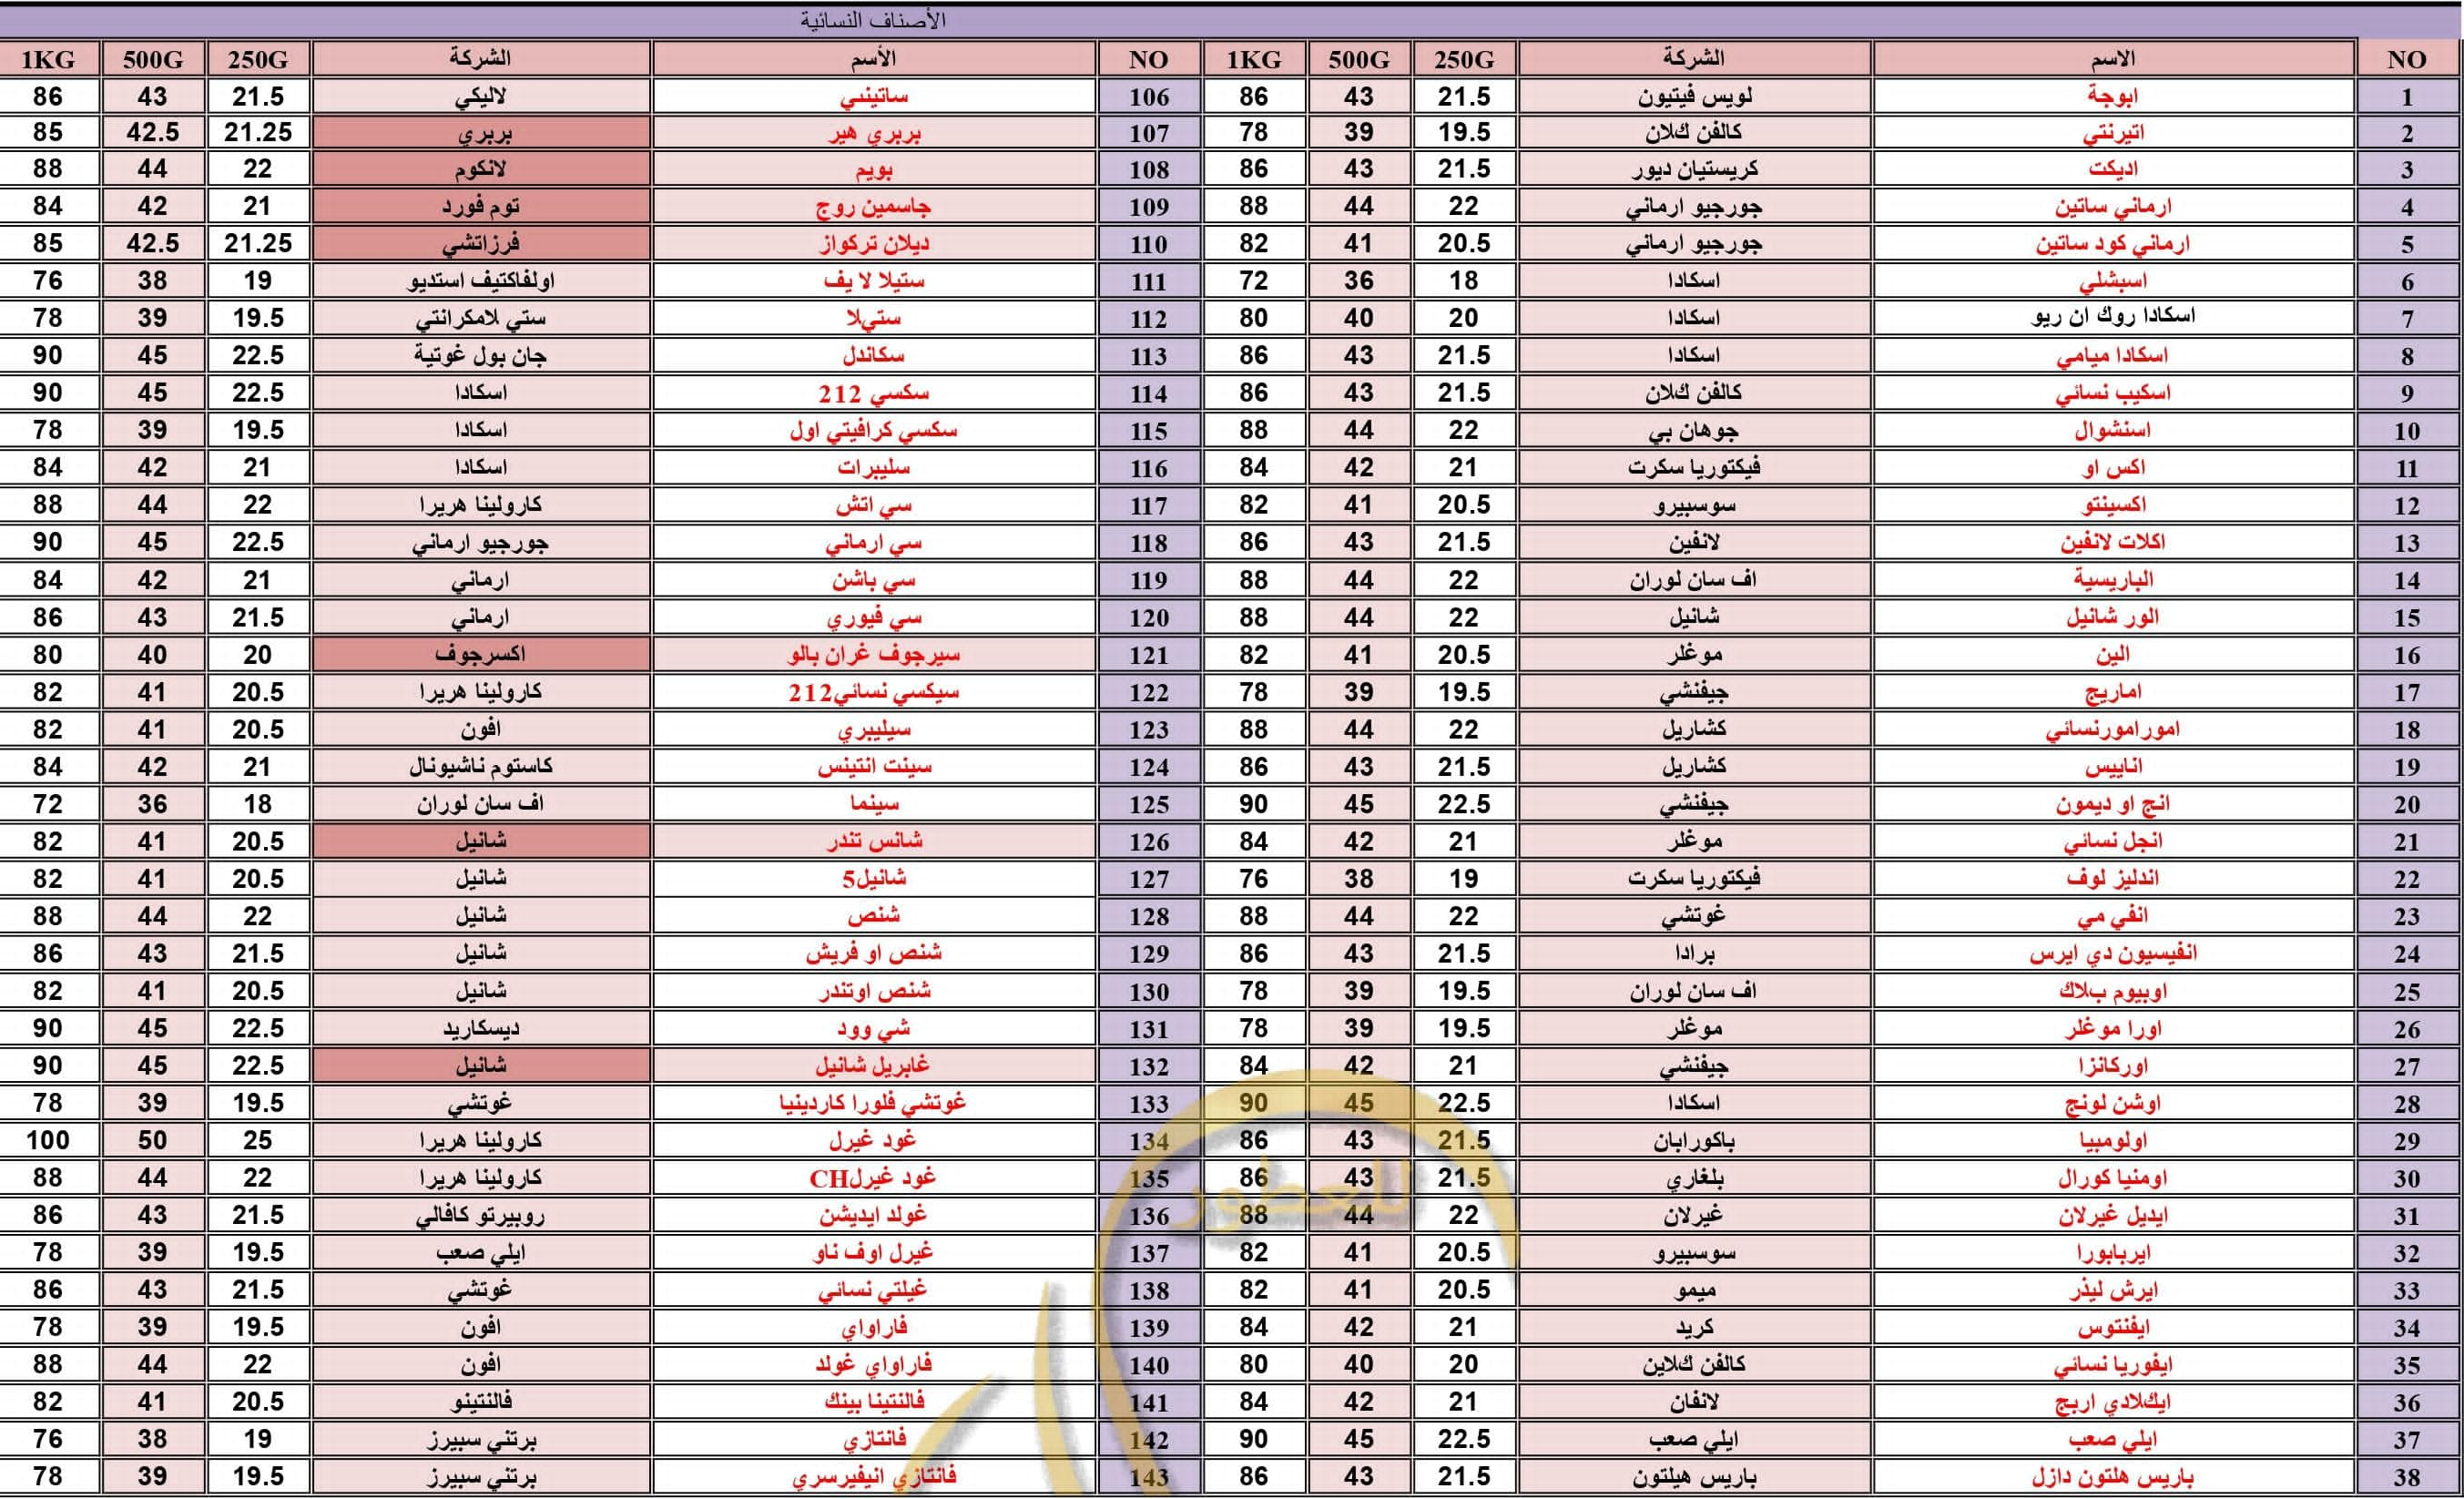 الأصناف النسائية
NO الاسم الشركة 250G 500G 1KG NO الأسم الشركة 250G 500G 1KG
1 ابوجة لويس فيتيون 21.5 43 86 106 ساتينىي لاليكي 21.5 43 86
2 اتيرنتي كالفن كلان 19.5 39 78 107 بربري هير بربري 21.25 42.5 85
3 اديكت كريستيان ديور 21.5 43 86 108 بويم لانكوم 22 44 88
4 ارماني ساتين جورجيو ارماني 22 44 88 109 جاسمين روج توم فورد 21 42 84
5 ارماني كود ساتين جورجيو ارماني 20.5 41 82 110 ديلان تركواز فرزاتشي 21.25 42.5 85
6 اسبشلي اسكادا 18 36 72 111 ستيلا لا يف اولفاكتيف استديو 19 38 76
7 اسكادا روك ان ريو اسكادا 20 40 80 112 ستيلا ستي لامكرانتي 19.5 39 78
8 اسكادا ميامي اسكادا 21.5 43 86 113 سكاندل جان بول غوتية 22.5 45 90
9 اسكيب نسائي كالفن كلان 21.5 43 86 114 سكسي 212 اسكادا 22.5 45 90
10 اسنشوال جوهان بي 22 44 88 115 سكسي كرافيتي اول اسكادا 19.5 39 78
11 اكس او فيكتوريا سكرت 21 42 84 116 سليبرات اسكادا 21 42 84
12 اكسينتو سوسبيرو 20.5 41 82 117 سي اتش كارولينا هريرا 22 44 88
13 اكلات لانفين لانفين 21.5 43 86 118 سي ارماني جورجيو ارماني 22.5 45 90
14 الباريسية اف سان لوران 22 44 88 119 سي باشن ارماني 21 42 84
15 الور شانيل شانيل 22 44 88 120 سي فيوري ارماني 21.5 43 86
16 الين موغلر 20.5 41 82 121 سيرجوف غران بالو اكسرجوف 20 40 80
17 اماريج جيفنشي 19.5 39 78 122 سيكسي نسائي212 كارولينا هريرا 20.5 41 82
18 امورامورنسائي كشاريل 22 44 88 123 سيليبري افون 20.5 41 82
19 اناييس كشاريل 21.5 43 86 124 سينت انتينس كاستوم ناشيونال 21 42 84
20 انج او ديمون جيفنشي 22.5 45 90 125 سينما اف سان لوران 18 36 72
21 انجل نسائي موغلر 21 42 84 126 شانس تندر شانيل 20.5 41 82
22 اندليز لوف فيكتوريا سكرت 19 38 76 127 شانيل5 شانيل 20.5 41 82
23 انفي مي غوتشي 22 44 88 128 شنص شانيل 22 44 88
24 انفيسيون دي ايرس برادا 21.5 43 86 129 شنص او فريش شانيل 21.5 43 86
25 اوبيوم بلاك اف سان لوران 19.5 39 78 130 شنص اوتندر شانيل 20.5 41 82
26 اورا موغلر موغلر 19.5 39 78 131 شي وود ديسكاريد 22.5 45 90
27 اوركانزا جيفنشي 21 42 84 132 غابريل شانيل شانيل 22.5 45 90
28 اوشن لونج اسكادا 22.5 45 90 133 غوتشي فلورا كاردينيا غوتشي 19.5 39 78
29 اولومبيا باكورابان 21.5 43 86 134 غود غيرل كارولينا هريرا 25 50 100
30 اومنيا كورال بلغاري 21.5 43 86 135 غود غيرلCH كارولينا هريرا 22 44 88
31 ايديل غيرلان غيرلان 22 44 88 136 غولد ايديشن روبيرتو كافالي 21.5 43 86
32 ايربابورا سوسبيرو 20.5 41 82 137 غيرل اوف ناو ايلي صعب 19.5 39 78
33 ايرش ليذر ميمو 20.5 41 82 138 غيلتي نسائي غوتشي 21.5 43 86
34 ايفنتوس كريد 21 42 84 139 فاراواي افون 19.5 39 78
35 ايفوريا نسائي كالفن كلاين 20 40 80 140 فاراواي غولد افون 22 44 88
36 ايكلادي اربج لانفان 21 42 84 141 فالنتينا بينك فالنتينو 20.5 41 82
37 ايلي صعب ايلي صعب 22.5 45 90 142 فانتازي برتني سبيرز 19 38 76
38 باريس هلتون دازل باريس هيلتون 21.5 43 86 143 فانتازي انيفيرسري برتني سبيرز 19.5 39 78
للعطور